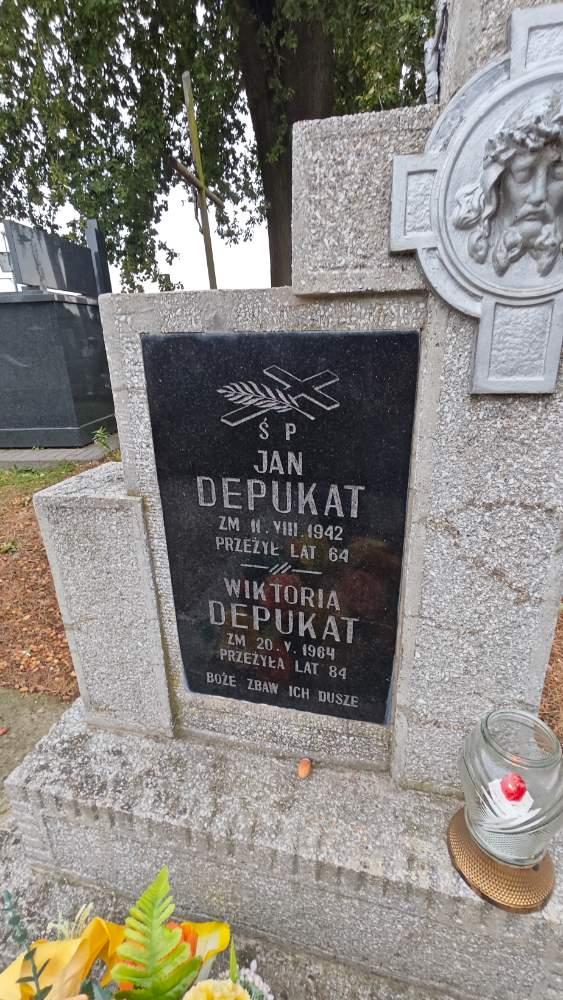 Ś P
JAN
DEPUKAT
ZM 11. VIII. 1942
PRZEŻYŁ LAT 64
WIKTORIA
DEPUKAT
ZM 20. V. 1964
PRZEŻYŁA LAT 84
BOŻE ZBAW ICH DUSZE